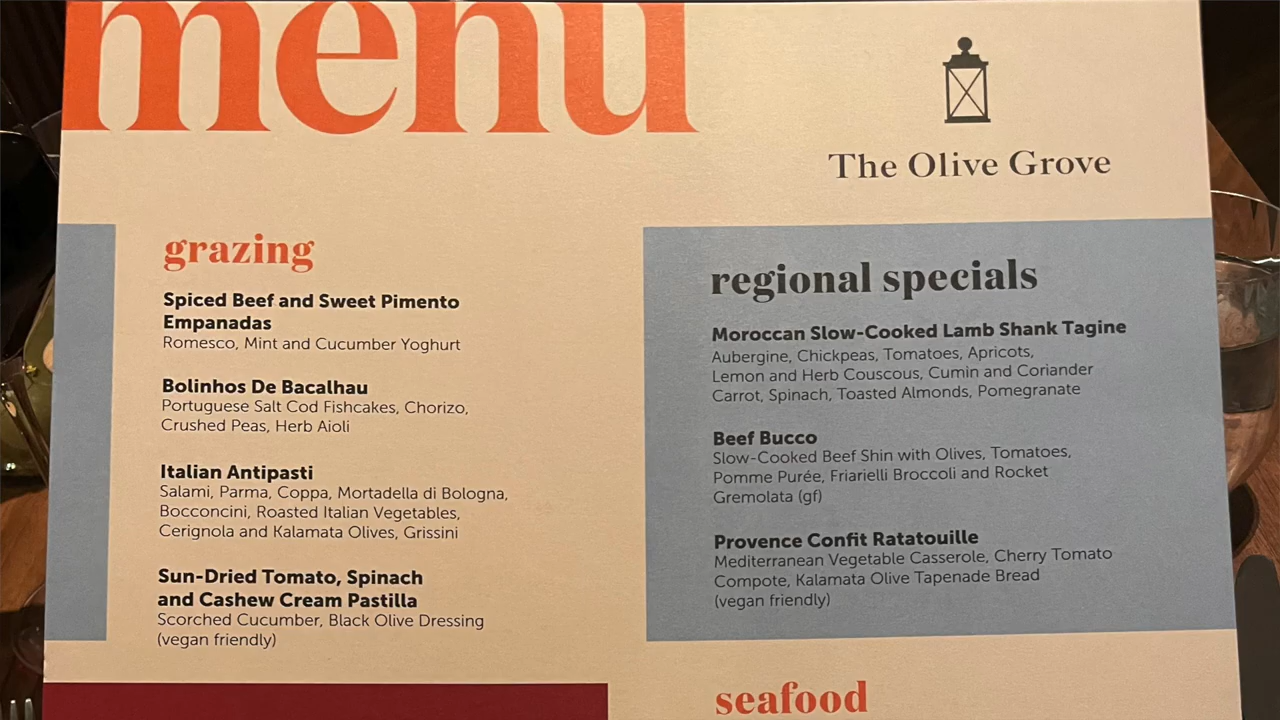 menu
The Olive Grove
grazing
Spiced Beef and Sweet Pimento
Empanadas
Romesco, Mint and Cucumber Yoghurt
Bolinhos De Bacalhau
Portuguese Salt Cod Fishcakes, Chorizo,
Crushed Peas, Herb Aioli
Italian Antipasti
Salami, Parma, Coppa, Mortadella di Bologna,
Bocconcini, Roasted Italian Vegetables,
Cerignola and Kalamata Olives, Grissini
Sun-Dried Tomato, Spinach
and Cashew Cream Pastilla
Scorched Cucumber, Black Olive Dressing
(vegan friendly)
regional specials
Moroccan Slow-Cooked Lamb Shank Tagine
Aubergine, Chickpeas, Tomatoes, Apricots,
Lemon and Herb Couscous, Cumin and Coriander
Carrot, Spinach, Toasted Almonds, Pomegranate
Beef Bucco
Slow-Cooked Beef Shin with Olives, Tomatoes,
Pomme Purée, Friarielli Broccoli and Rocket
Gremolata (gf)
Provence Confit Ratatouille
Mediterranean Vegetable Casserole, Cherry Tomato
Compote, Kalamata Olive Tapenade Bread
(vegan friendly)
seafood